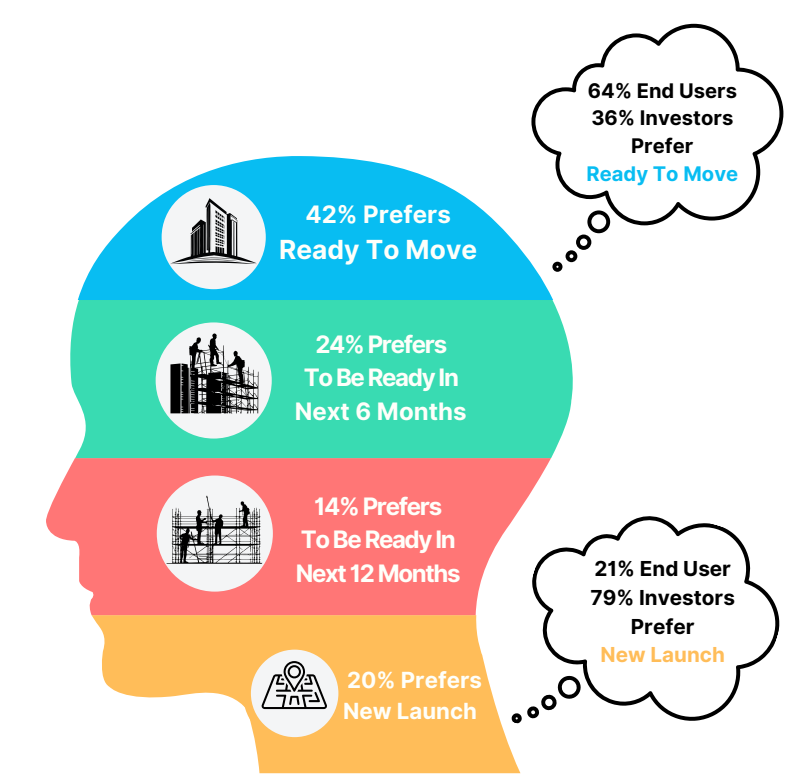 64% End Users
36% Investors
Prefer
Ready To Move
42% Prefers
Ready To Move
24% Prefers
To Be Ready In
Next 6 Months
14% Prefers
To Be Ready In
Next 12 Months
21% End User
79% Investors
Prefer
New Launch
20% Prefers
New Launch